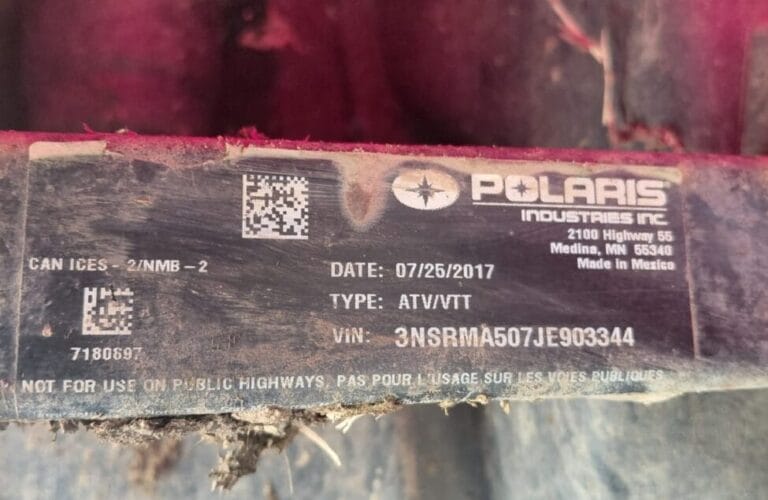 POLARIS
INDUSTRIES INC.
2100 Highway 55
Medina, MN 55340
Made in Mexico
CAN ICES - 2/NMB - 2
DATE: 07/25/2017
TYPE: ATV/VTT
VIN: 3NSRMA507JE903344
7180897
NOT FOR USE ON PUBLIC HIGHWAYS, PAS POUR L'USAGE SUR LES VOIES PUBLIQUES